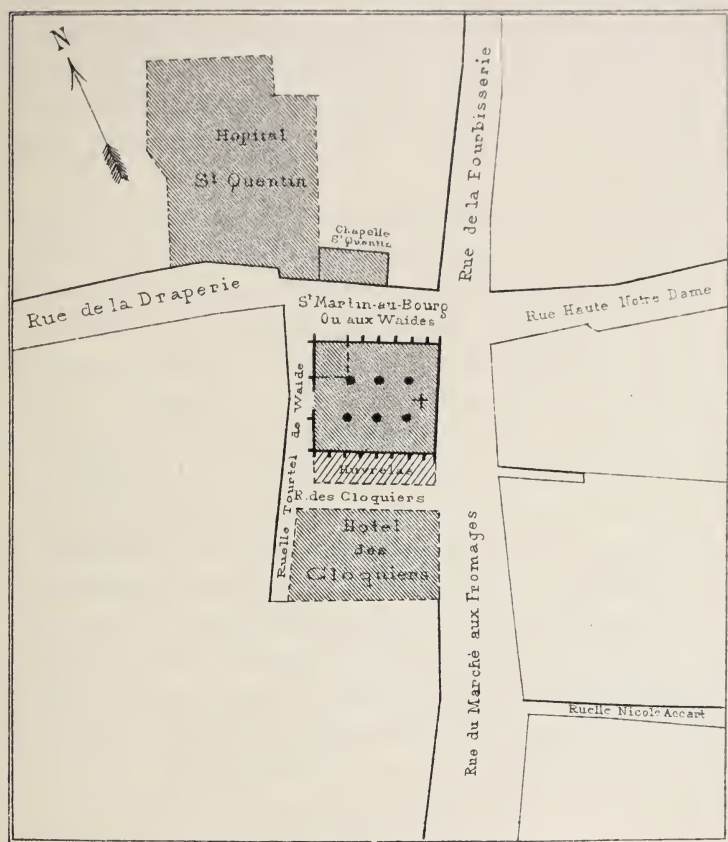 N
Hopital
St Quentin
Chapelle
St Quentin
Rue de la Fourbisserie
Rue de la Draperie
St Martin-au-Bourg
Ou aux Waides
Rue Haute Notre Dame
Ruelle Tourtel de Waide
Huvrelas
R. des Cloquiers
Hotel
des
Cloquiers
Rue du Marché aux Fromages
Ruelle Nicole Accart